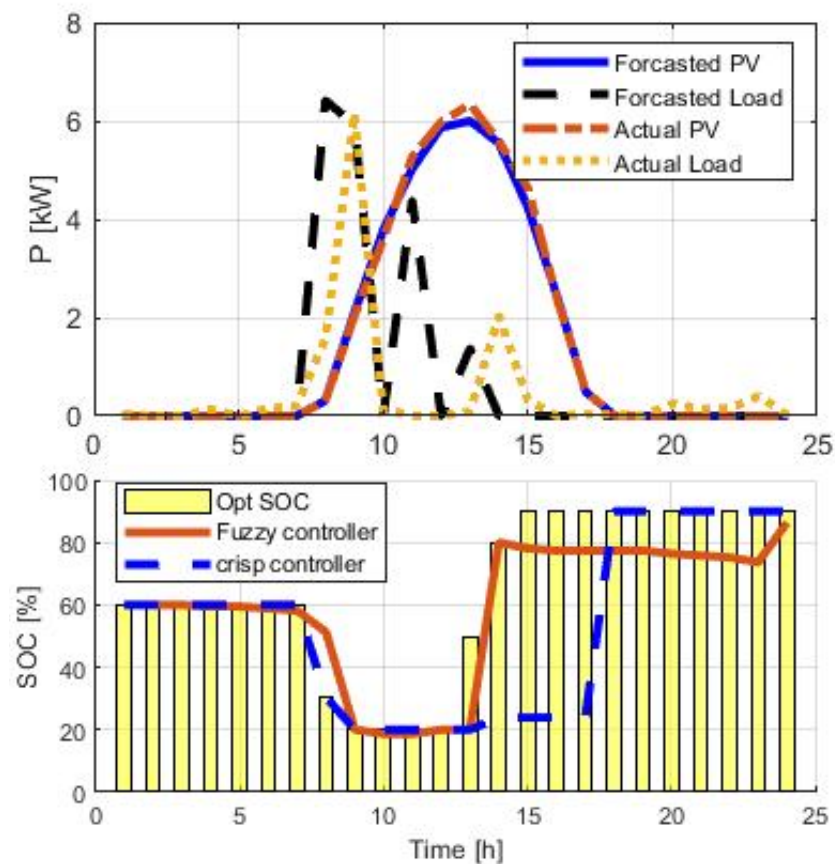 8
6
4
2
0
P [kW]
Forcasted PV
Forcasted Load
Actual PV
Actual Load
0 5 10 15 20 25
100
80
60
40
20
0
SOC [%]
Opt SOC
Fuzzy controller
crisp controller
0 5 10 15 20 25
Time [h]